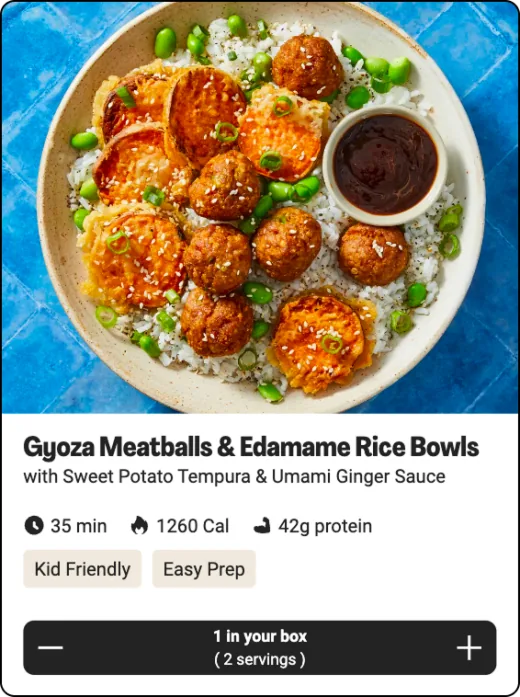 Gyoza Meatballs & Edamame Rice Bowls
with Sweet Potato Tempura & Umami Ginger Sauce
35 min 1260 Cal 42g protein
Kid Friendly Easy Prep
1 in your box
( 2 servings )